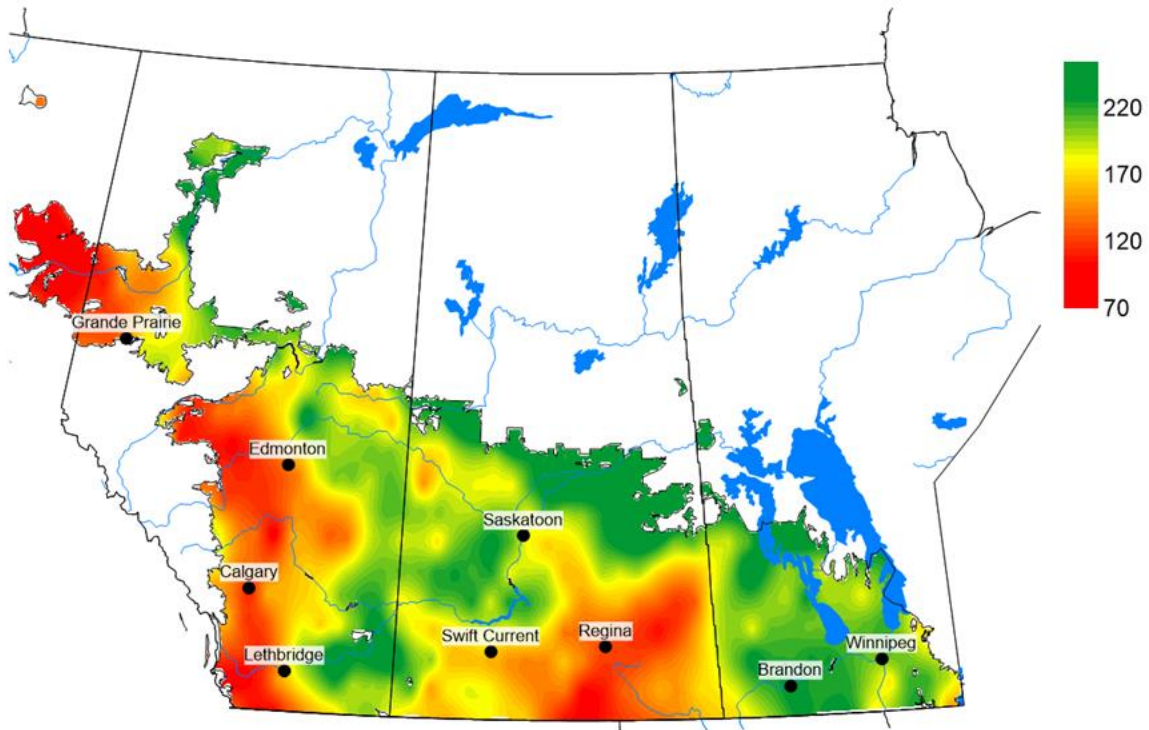 220
170
120
70
Grande Prairie
Edmonton
Saskatoon
Calgary
Swift Current
Regina
Lethbridge
Winnipeg
Brandon